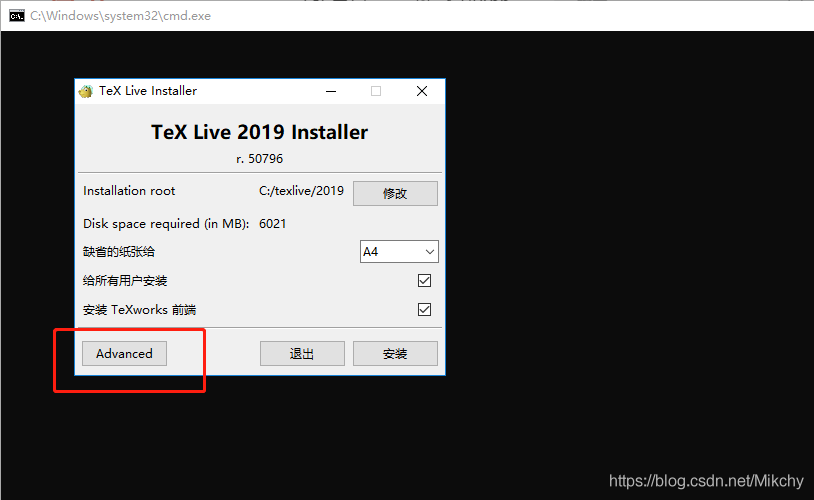 C:\Windows\system32\cmd.exe
TeX Live Installer
TeX Live 2019 Installer
r. 50796
Installation root C:/texlive/2019 修改
Disk space required (in MB): 6021
缺省的纸张给 A4
给所有用户安装
安装 TeXworks 前端
Advanced 退出 安装
https://blog.csdn.net/Mikchy